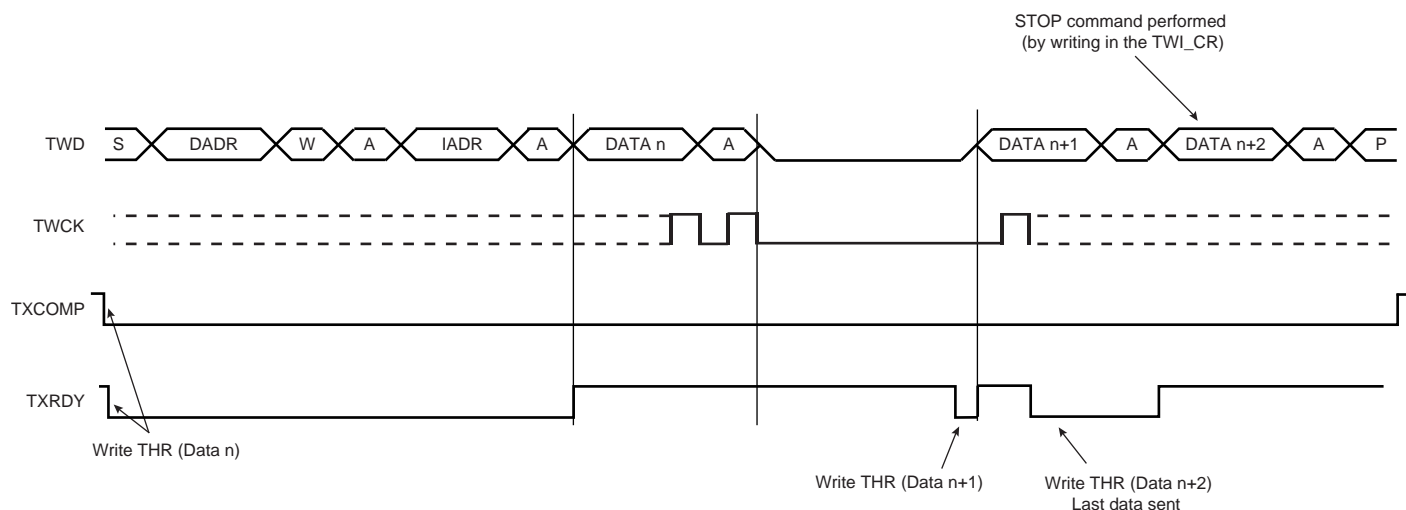 STOP command performed
(by writing in the TWI_CR)
TWD S DADR W A IADR A DATA n A DATA n+1 A DATA n+2 A P
TWCK
TXCOMP
TXRDY
Write THR (Data n)
Write THR (Data n+1)
Write THR (Data n+2)
Last data sent